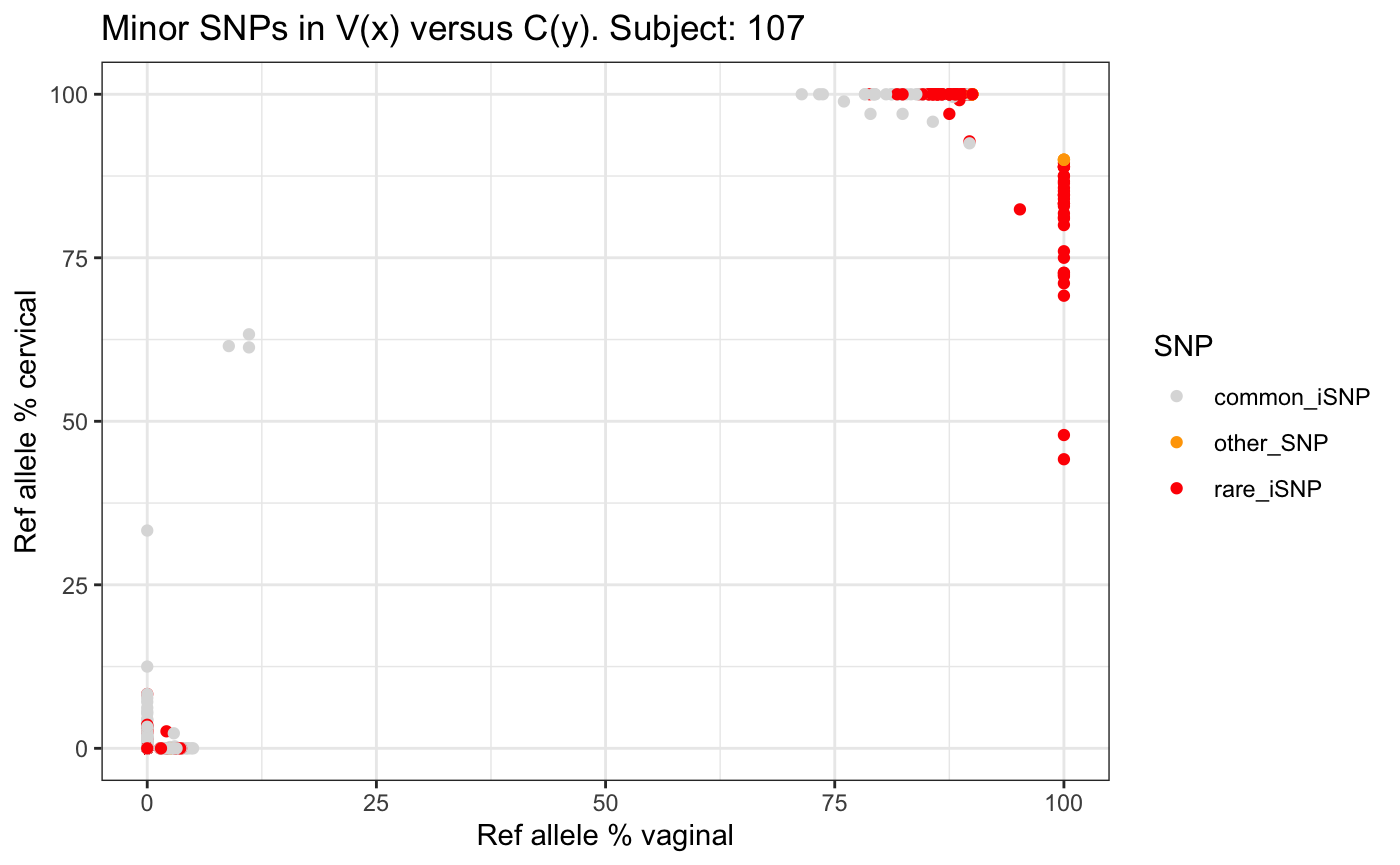 Minor SNPs in V(x) versus C(y). Subject: 107
100
75
50
25
0
Ref allele % cervical
0 25 50 75 100
Ref allele % vaginal
SNP
common_iSNP
other_SNP
rare_iSNP